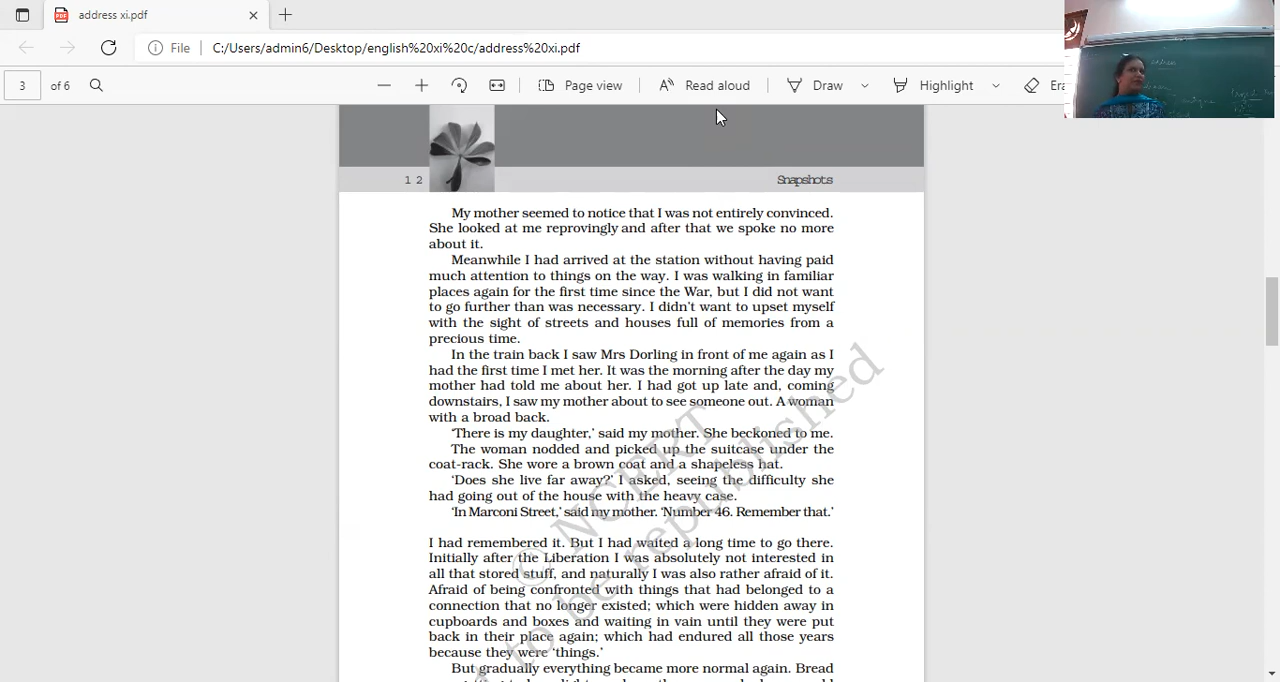 address xi.pdf
File C:/Users/admin6/Desktop/english%20xi%20c/address%20xi.pdf
3 of 6 Page view Read aloud Draw Highlight
1 2 Snapshots
My mother seemed to notice that I was not entirely convinced.
She looked at me reprovingly and after that we spoke no more
about it.
Meanwhile I had arrived at the station without having paid
much attention to things on the way. I was walking in familiar
places again for the first time since the War, but I did not want
to go further than was necessary. I didn't want to upset myself
with the sight of streets and houses full of memories from a
precious time.
In the train back I saw Mrs Dorling in front of me again as I
had the first time I met her. It was the morning after the day my
mother had told me about her. I had got up late and, coming
downstairs, I saw my mother about to see someone out. A woman
with a broad back.
‘There is my daughter,’ said my mother. She beckoned to me.
The woman nodded and picked up the suitcase under the
coat-rack. She wore a brown coat and a shapeless hat.
‘Does she live far away?’ I asked, seeing the difficulty she
had going out of the house with the heavy case.
‘In Marconi Street,’ said my mother. ‘Number 46. Remember that.’
I had remembered it. But I had waited a long time to go there.
Initially after the Liberation I was absolutely not interested in
all that stored stuff, and naturally I was also rather afraid of it.
Afraid of being confronted with things that had belonged to a
connection that no longer existed; which were hidden away in
cupboards and boxes and waiting in vain until they were put
back in their place again; which had endured all those years
because they were ‘things.’
But gradually everything became more normal again. Bread
© NCERT
to be republished